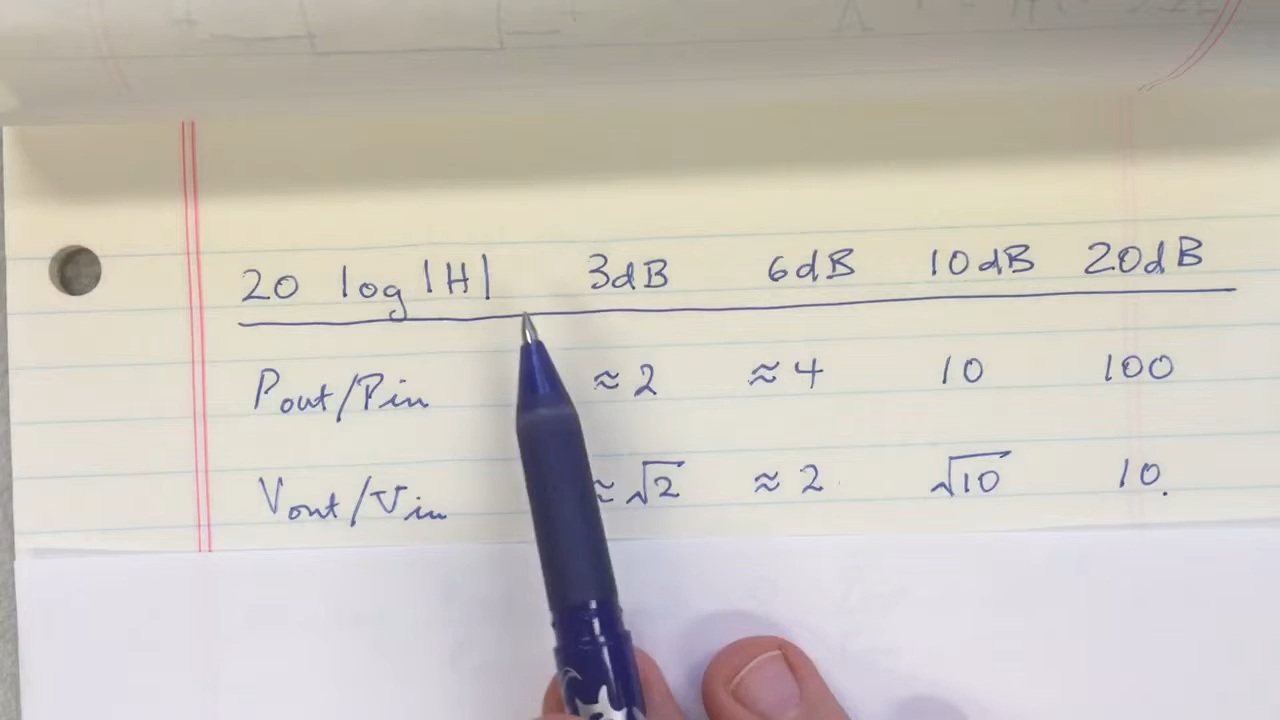 20 log |H| 3dB 6dB 10dB 20dB
Pout/Pin ≈2 ≈4 10 100
Vout/Vin ≈√2 ≈2 √10 10.